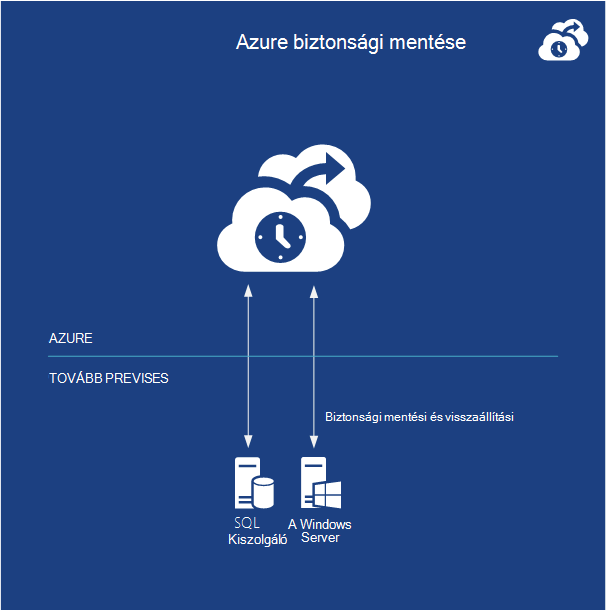 Azure biztonsági mentése
AZURE
TOVÁBB PREVISES
Biztonsági mentési és visszaállítási
SQL
Kiszolgáló
A Windows
Server